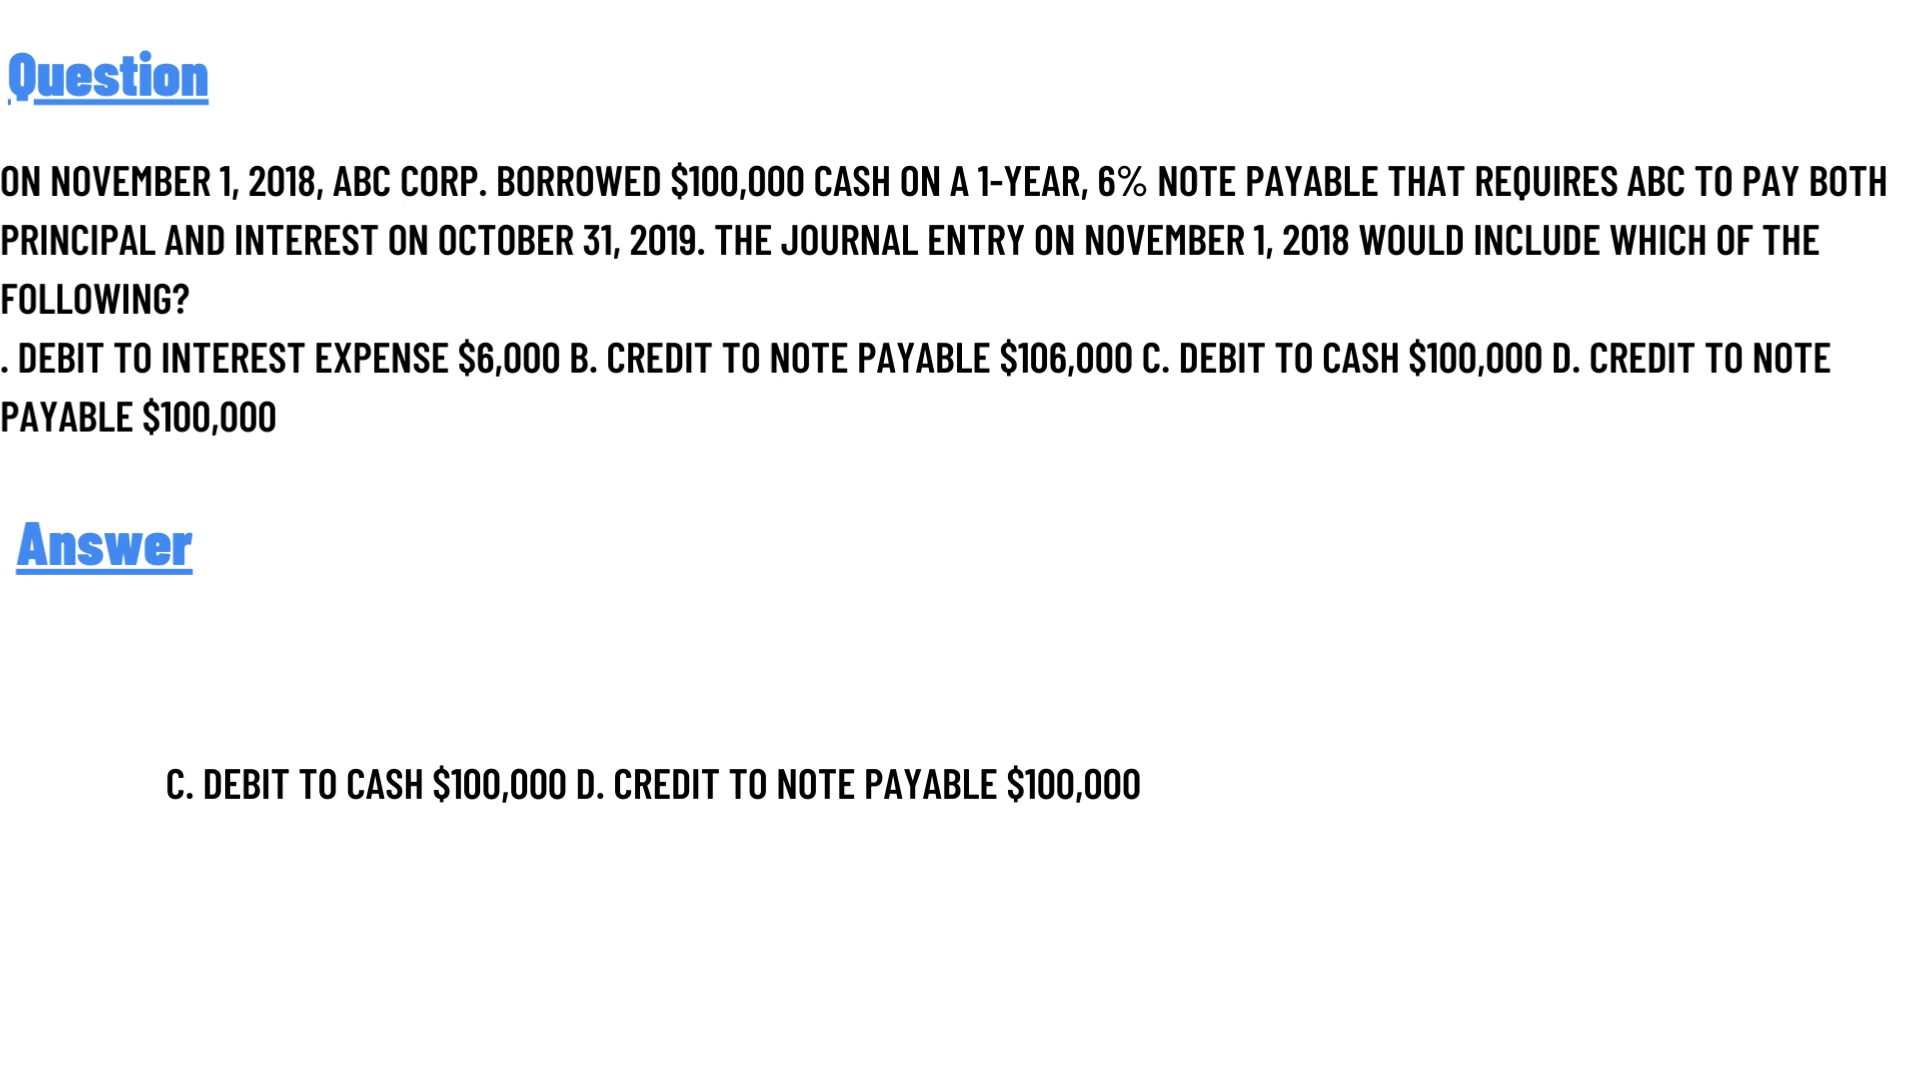 Question
ON NOVEMBER 1, 2018, ABC CORP. BORROWED $100,000 CASH ON A 1-YEAR, 6% NOTE PAYABLE THAT REQUIRES ABC TO PAY BOTH
PRINCIPAL AND INTEREST ON OCTOBER 31, 2019. THE JOURNAL ENTRY ON NOVEMBER 1, 2018 WOULD INCLUDE WHICH OF THE
FOLLOWING?
. DEBIT TO INTEREST EXPENSE $6,000 B. CREDIT TO NOTE PAYABLE $106,000 C. DEBIT TO CASH $100,000 D. CREDIT TO NOTE
PAYABLE $100,000
Answer
C. DEBIT TO CASH $100,000 D. CREDIT TO NOTE PAYABLE $100,000